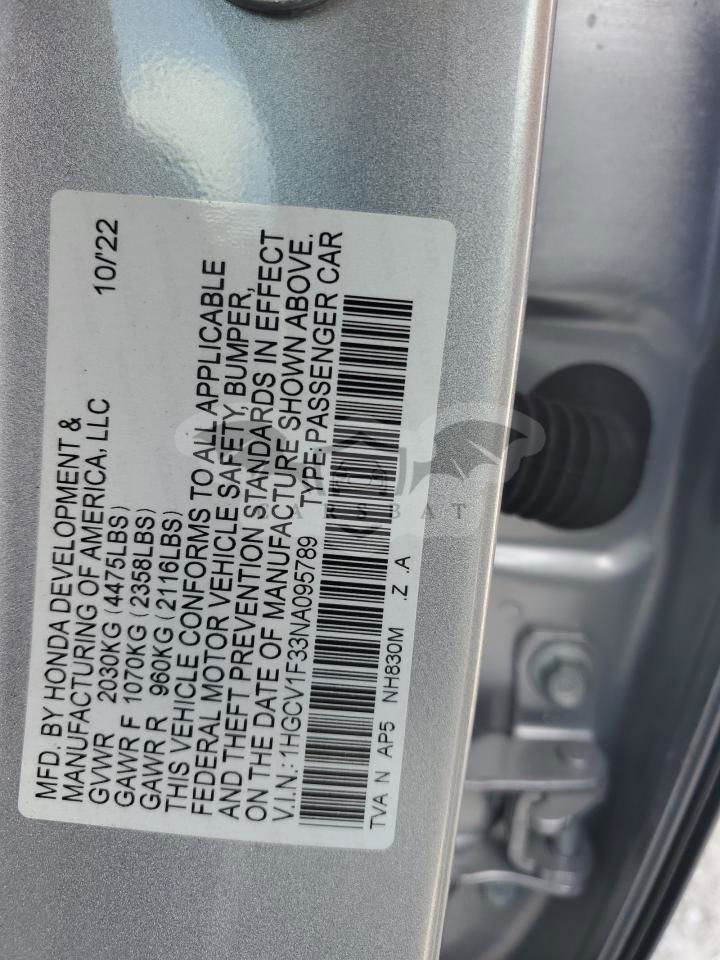 MFD. BY HONDA DEVELOPMENT &
MANUFACTURING OF AMERICA, LLC 10/'22
GVWR 2030KG (4475LBS)
GAWR F 1070KG (2358LBS)
GAWR R 960KG (2116LBS)
THIS VEHICLE CONFORMS TO ALL APPLICABLE
FEDERAL MOTOR VEHICLE SAFETY, BUMPER,
AND THEFT PREVENTION STANDARDS IN EFFECT
ON THE DATE OF MANUFACTURE SHOWN ABOVE.
V.I.N.:1HGCV1F33NA095789 TYPE:PASSENGER CAR
TVA N AP5 NH830M .Z .A